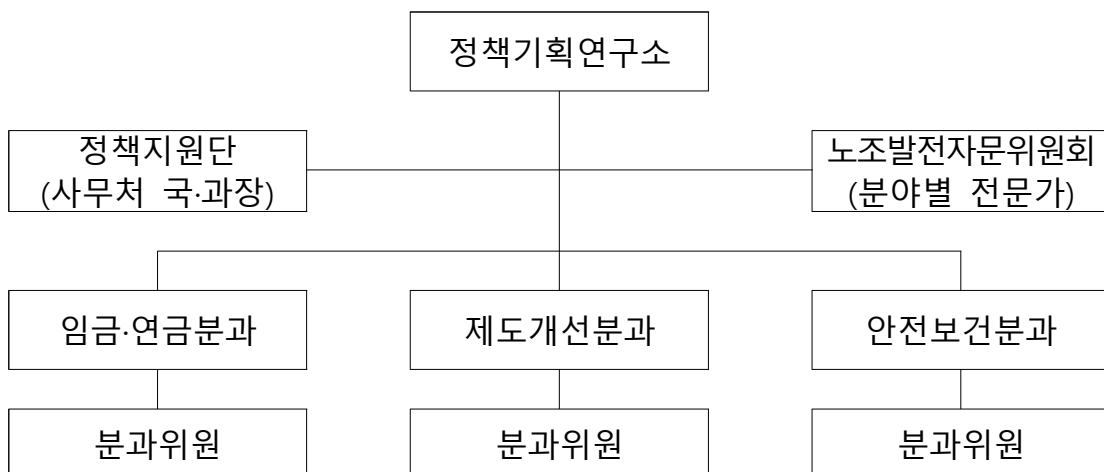 정책기획연구소
정책지원단
(사무처 국·과장)
노조발전자문위원회
(분야별 전문가)
임금·연금분과
제도개선분과
안전보건분과
분과위원
분과위원
분과위원